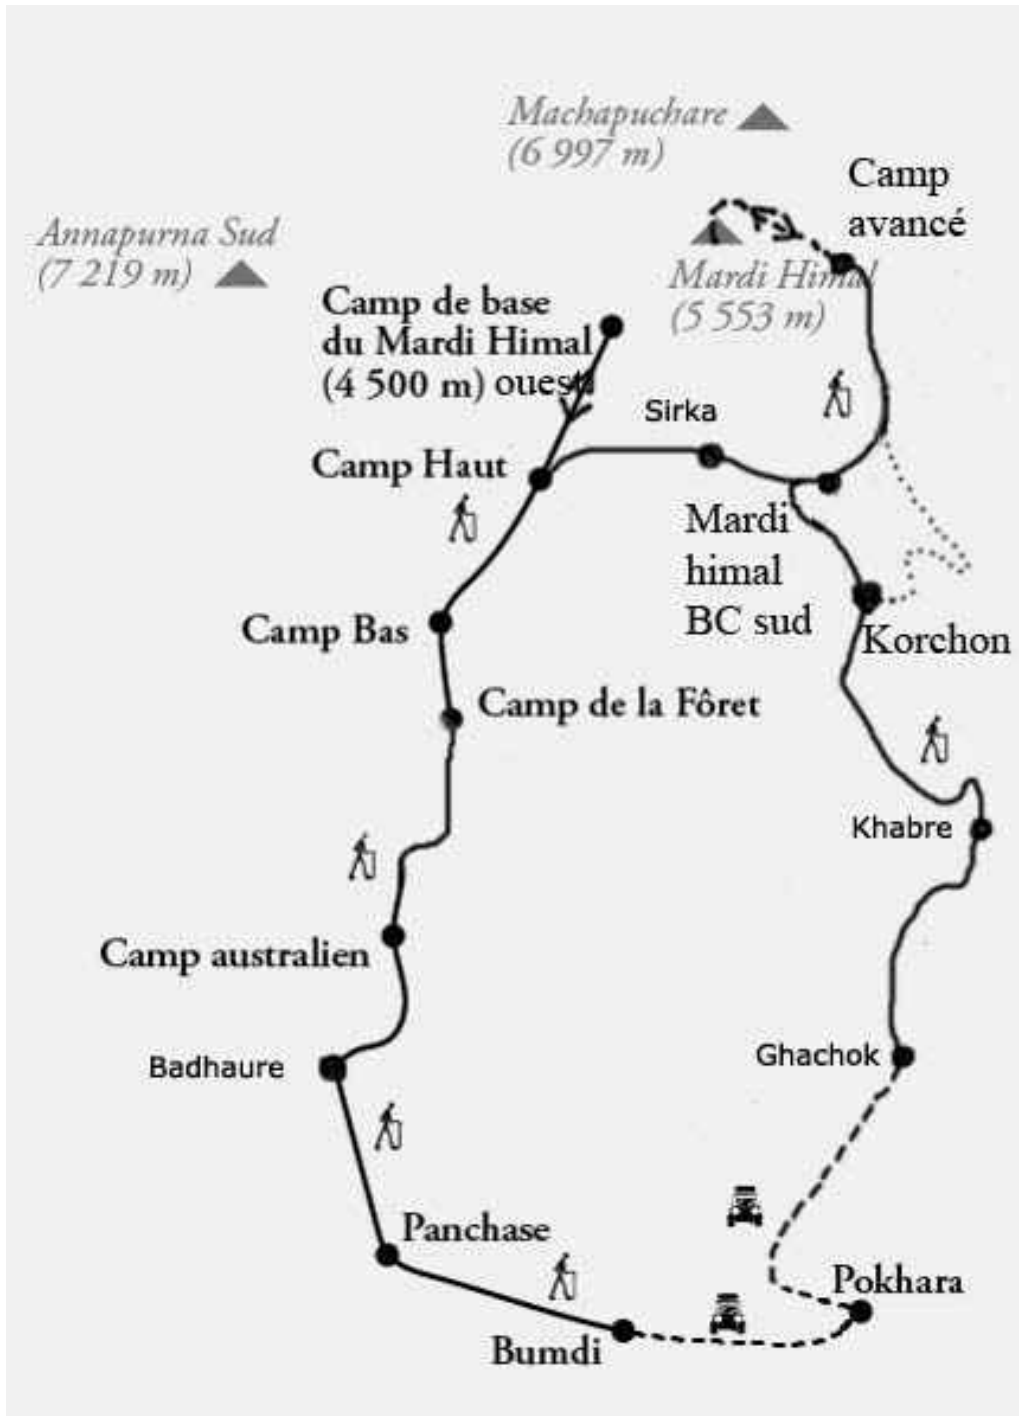 Machapuchare
(6 997 m)
Camp
avancé
Annapurna Sud
(7 219 m)
Mardi Himal
(5 553 m)
Camp de base
du Mardi Himal
(4 500 m) ouest
Sirka
Camp Haut
Mardi
himal
BC sud
Camp Bas
Korchon
Camp de la Fôret
Khabre
Camp australien
Ghachok
Badhaure
Panchase
Pokhara
Bumdi